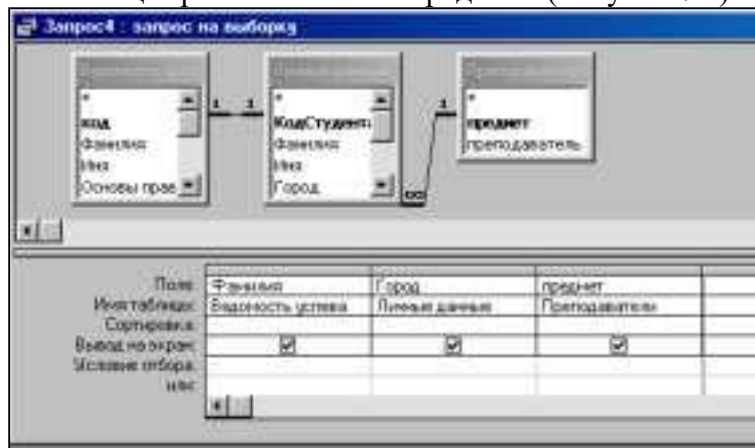 Запрос4 : запрос на выборку
*
код
Фамилия
Имя
Основы прав
1 1
*
КодСтудента
Фамилия
Имя
Город
1
∞
*
предмет
преподаватель
Поле: Фамилия Город предмет
Имя таблицы: Ведомость успева Личные данные Преподаватели
Сортировка:
Вывод на экран:
Условие отбора:
или: